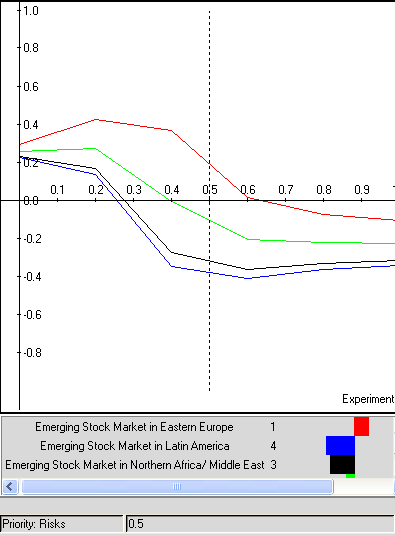 1.0
0.8
0.6
0.4
0.2
0.1 0.2 0.3 0.4 0.5 0.6 0.7 0.8 0.9 1
0.0
-0.2
-0.4
-0.6
-0.8
Experiment
Emerging Stock Market in Eastern Europe 1
Emerging Stock Market in Latin America 4
Emerging Stock Market in Northern Africa/ Middle East 3
Priority: Risks 0.5